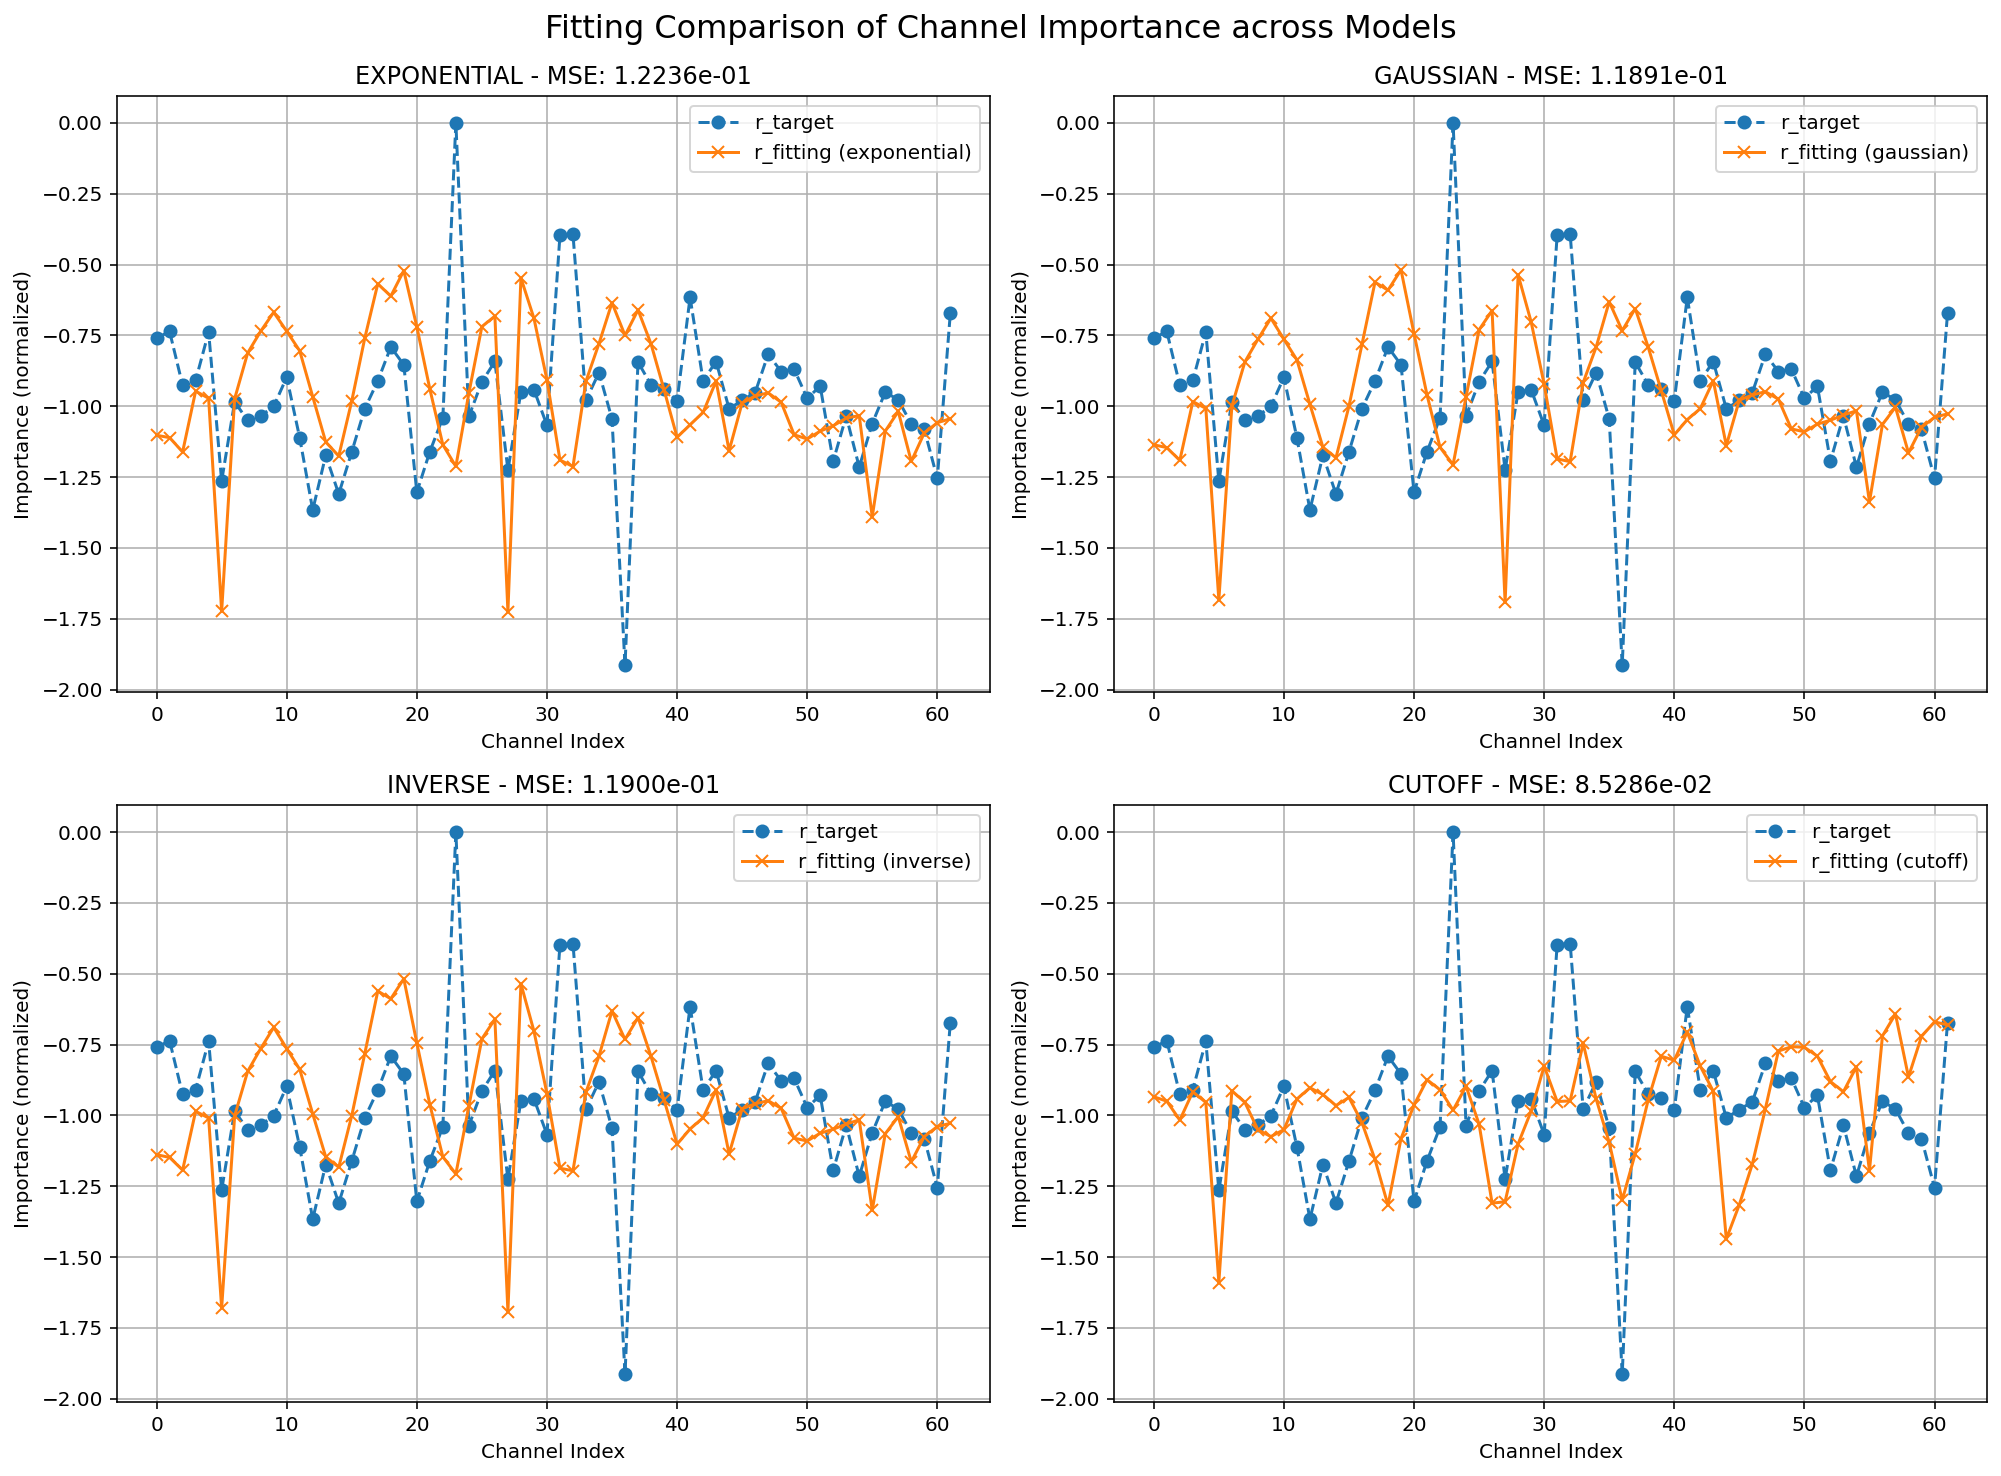 Fitting Comparison of Channel Importance across Models
EXPONENTIAL - MSE: 1.2236e-01
r_target
r_fitting (exponential)
Importance (normalized)
0.00
−0.25
−0.50
−0.75
−1.00
−1.25
−1.50
−1.75
−2.00
0 10 20 30 40 50 60
Channel Index
GAUSSIAN - MSE: 1.1891e-01
r_target
r_fitting (gaussian)
Importance (normalized)
0.00
−0.25
−0.50
−0.75
−1.00
−1.25
−1.50
−1.75
−2.00
0 10 20 30 40 50 60
Channel Index
INVERSE - MSE: 1.1900e-01
r_target
r_fitting (inverse)
Importance (normalized)
0.00
−0.25
−0.50
−0.75
−1.00
−1.25
−1.50
−1.75
−2.00
0 10 20 30 40 50 60
Channel Index
CUTOFF - MSE: 8.5286e-02
r_target
r_fitting (cutoff)
Importance (normalized)
0.00
−0.25
−0.50
−0.75
−1.00
−1.25
−1.50
−1.75
−2.00
0 10 20 30 40 50 60
Channel Index